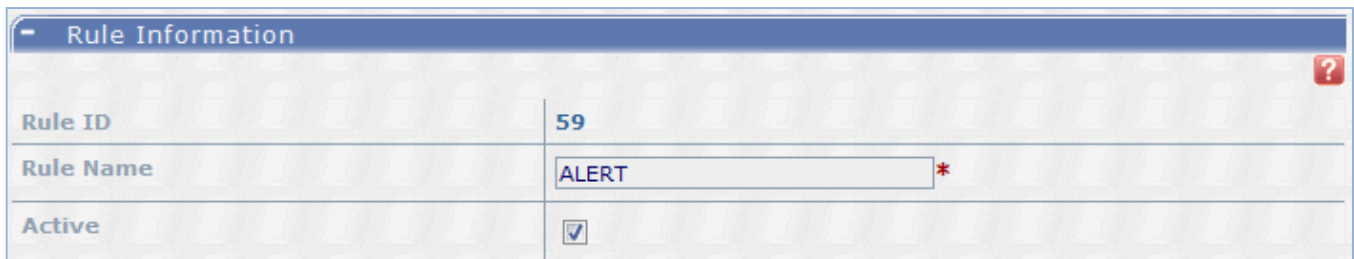 Rule Information
?
Rule ID 59
Rule Name ALERT *
Active